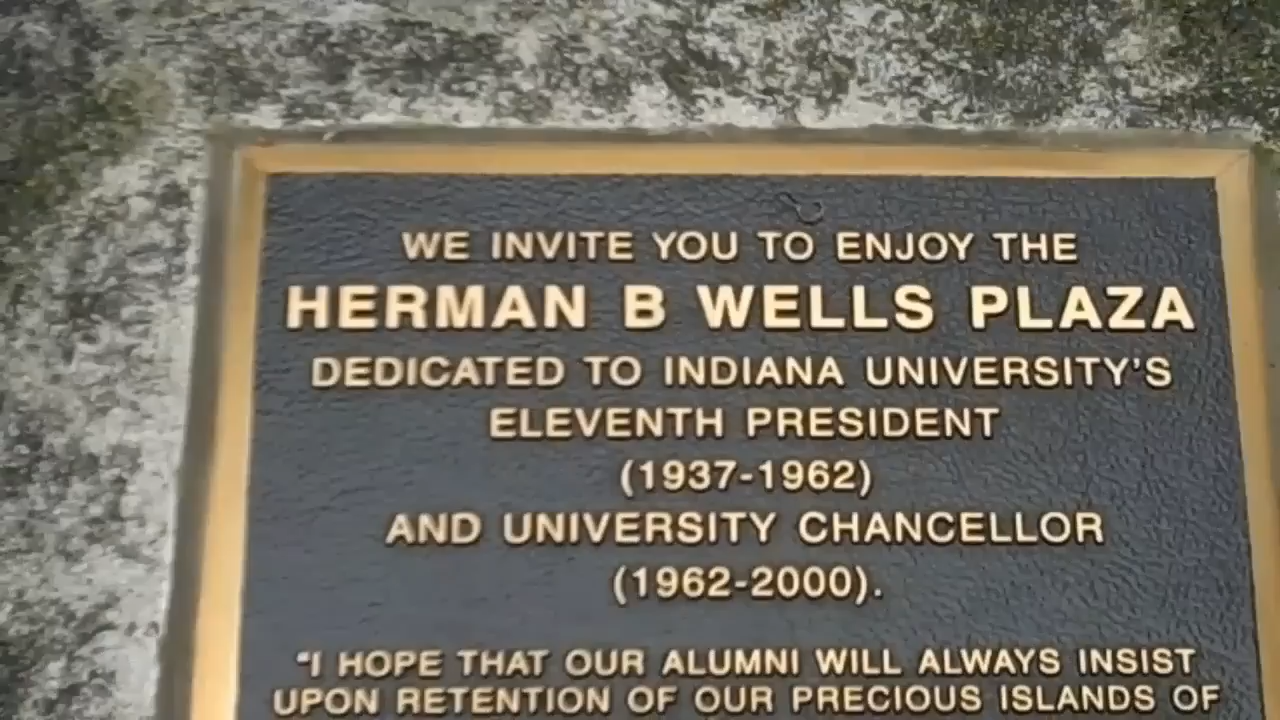 WE INVITE YOU TO ENJOY THE
HERMAN B WELLS PLAZA
DEDICATED TO INDIANA UNIVERSITY'S
ELEVENTH PRESIDENT
(1937-1962)
AND UNIVERSITY CHANCELLOR
(1962-2000).
"I HOPE THAT OUR ALUMNI WILL ALWAYS INSIST
UPON RETENTION OF OUR PRECIOUS ISLANDS OF